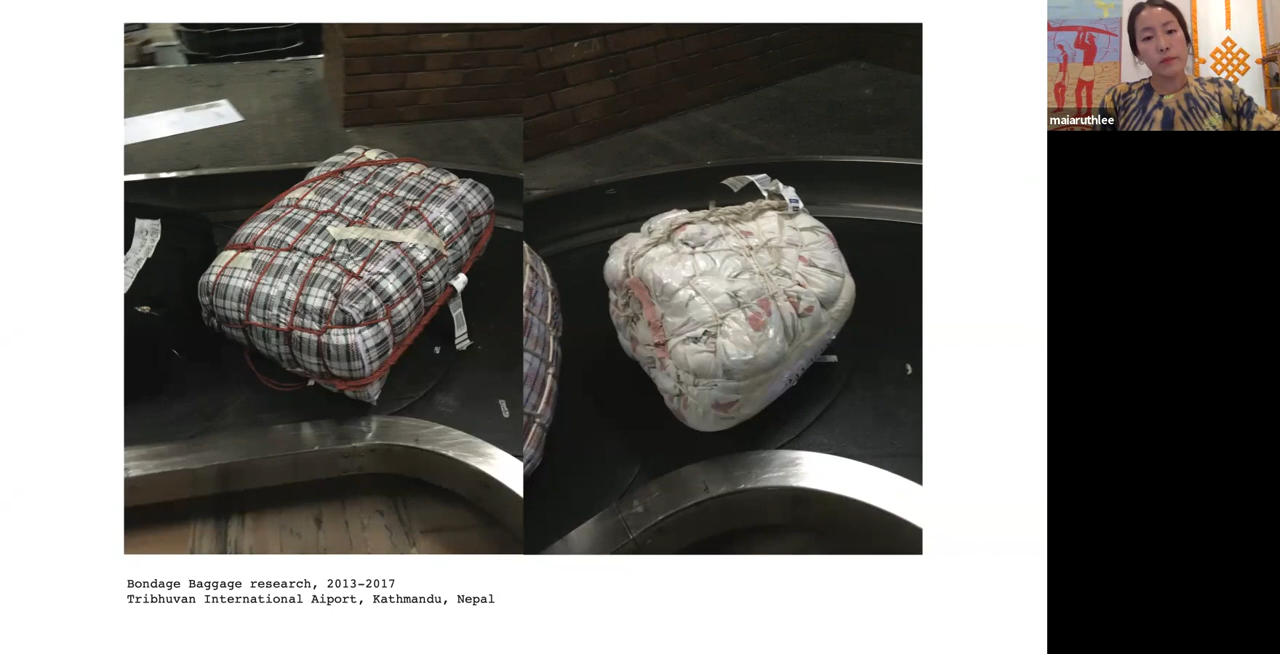 maiaruthlee
Bondage Baggage research, 2013-2017
Tribhuvan International Aiport, Kathmandu, Nepal